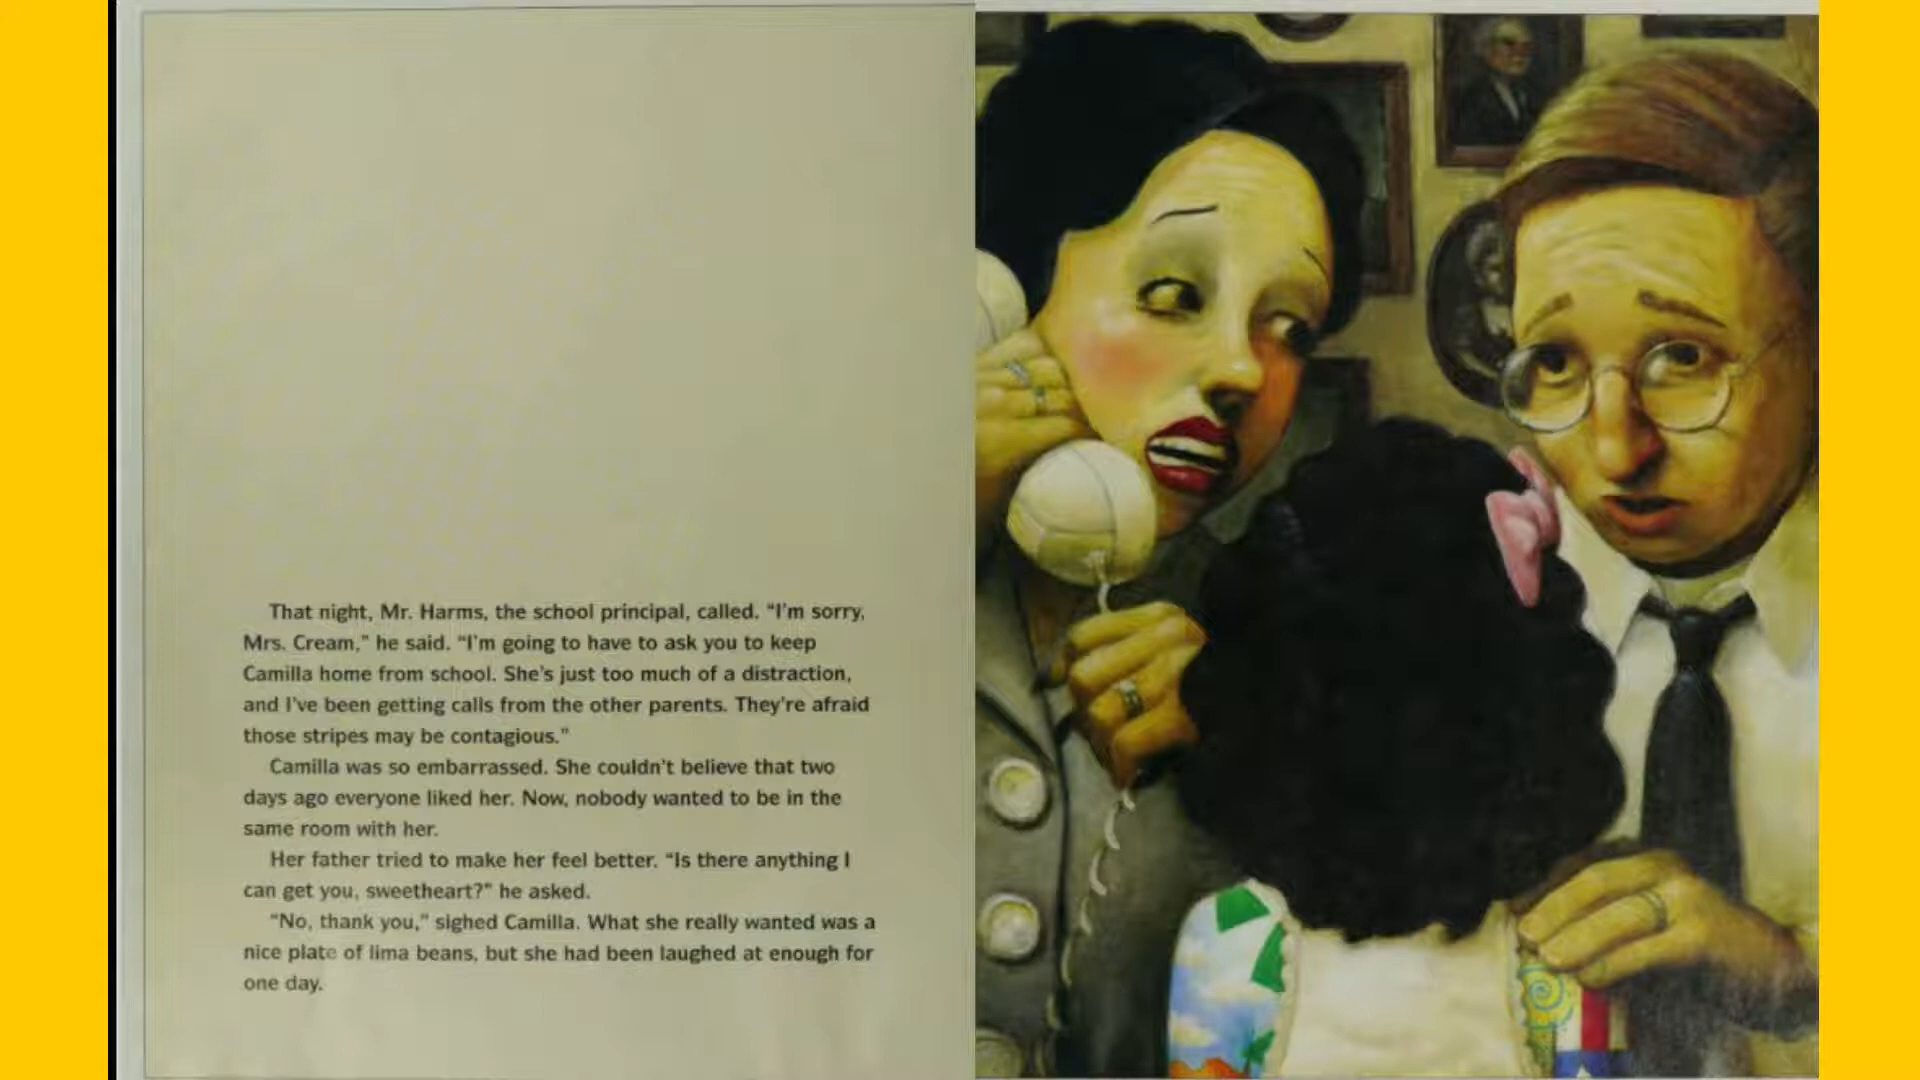 That night, Mr. Harms, the school principal, called. “I'm sorry,
Mrs. Cream,” he said. “I'm going to have to ask you to keep
Camilla home from school. She's just too much of a distraction,
and I've been getting calls from the other parents. They're afraid
those stripes may be contagious.”
Camilla was so embarrassed. She couldn't believe that two
days ago everyone liked her. Now, nobody wanted to be in the
same room with her.
Her father tried to make her feel better. “Is there anything I
can get you, sweetheart?” he asked.
“No, thank you,” sighed Camilla. What she really wanted was a
nice plate of lima beans, but she had been laughed at enough for
one day.